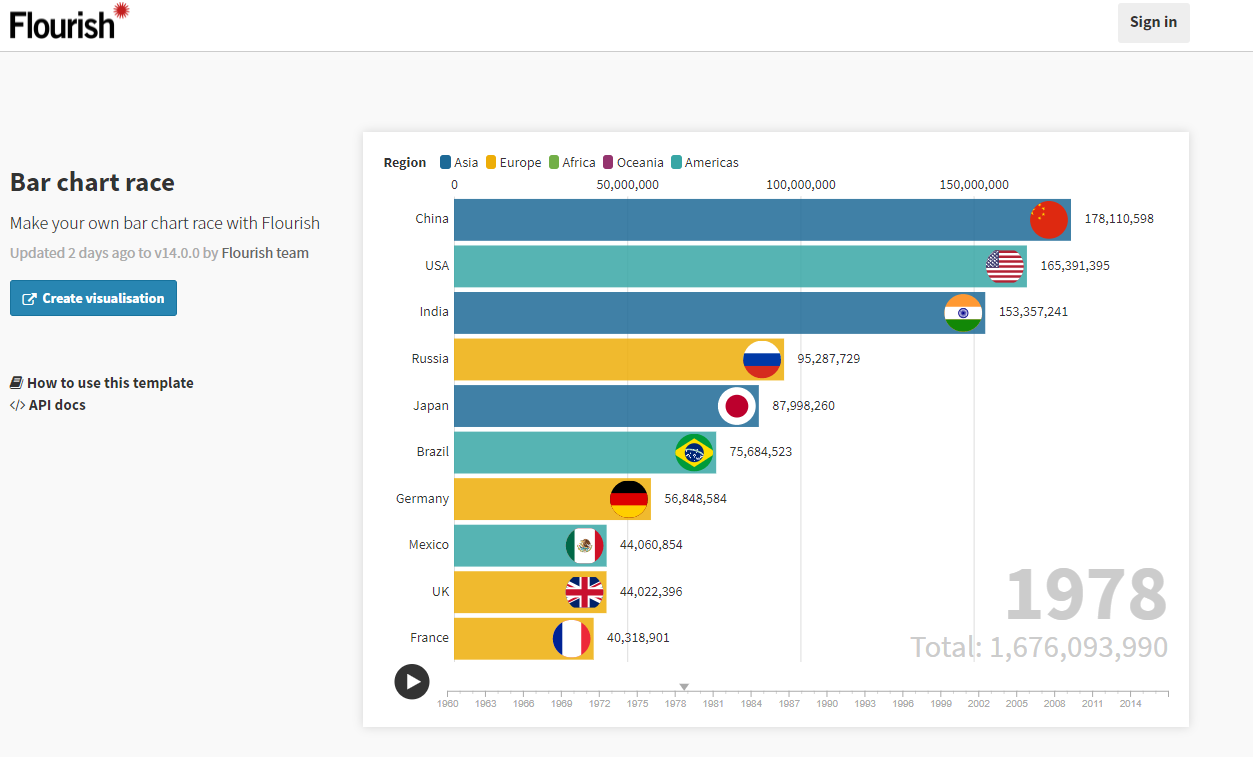 Flourish
Sign in
Bar chart race
Make your own bar chart race with Flourish
Updated 2 days ago to v14.0.0 by Flourish team
Create visualisation
How to use this template
</> API docs
Region Asia Europe Africa Oceania Americas
0 50,000,000 100,000,000 150,000,000
China 178,110,598
USA 165,391,395
India 153,357,241
Russia 95,287,729
Japan 87,998,260
Brazil 75,684,523
Germany 56,848,584
Mexico 44,060,854
UK 44,022,396
France 40,318,901
1978
Total: 1,676,093,990
1960 1963 1966 1969 1972 1975 1978 1981 1984 1987 1990 1993 1996 1999 2002 2005 2008 2011 2014